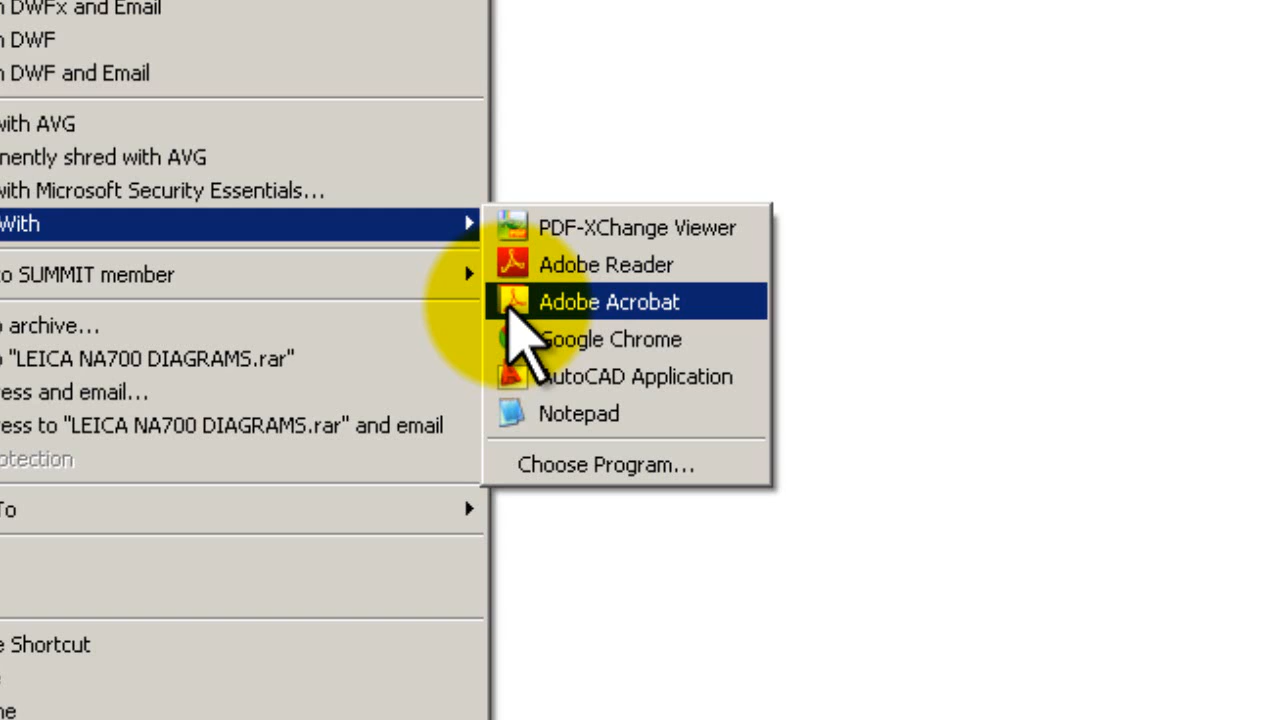 DWFx and Email
DWF
DWF and Email
with AVG
nently shred with AVG
with Microsoft Security Essentials...
With
to SUMMIT member
archive...
"LEICA NA700 DIAGRAMS.rar"
ess and email...
ess to "LEICA NA700 DIAGRAMS.rar" and email
otection
To
Shortcut
PDF-XChange Viewer
Adobe Reader
Adobe Acrobat
Google Chrome
AutoCAD Application
Notepad
Choose Program...